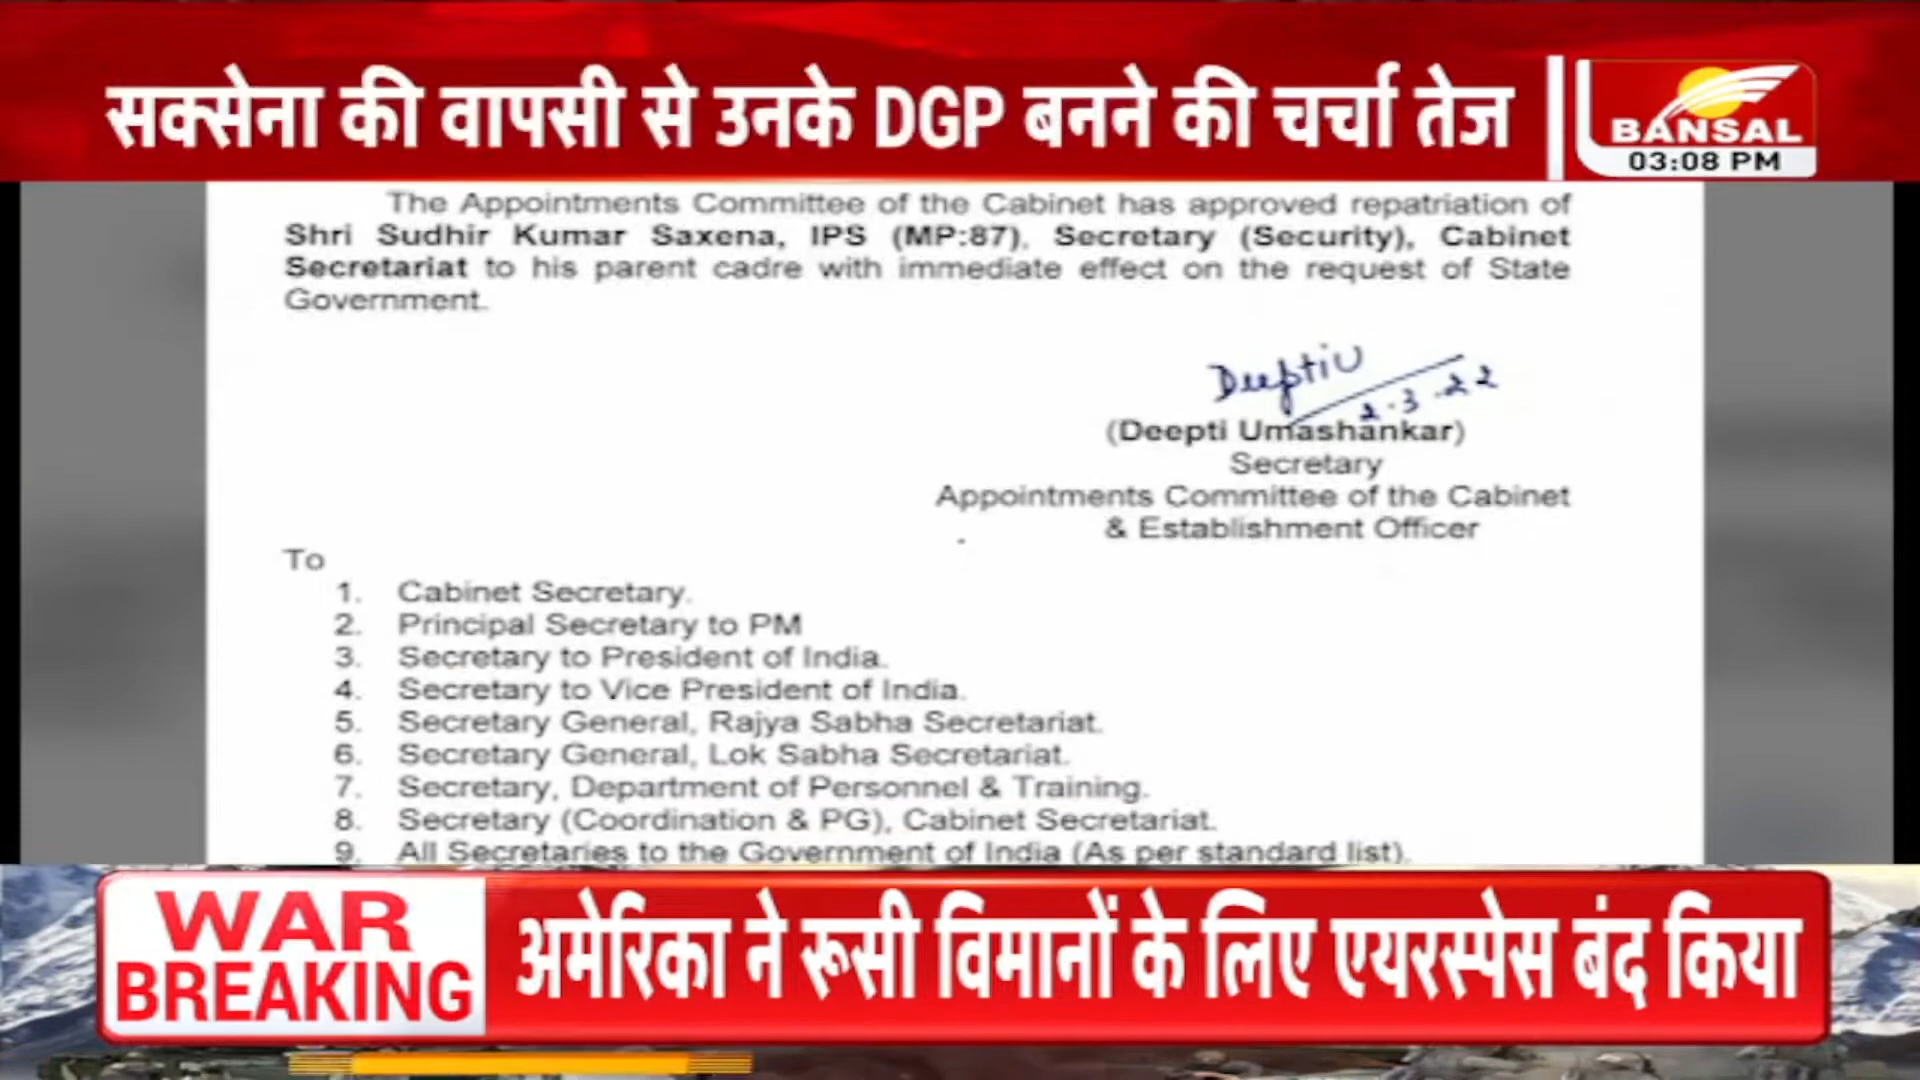 सक्सेना की वापसी से उनके DGP बनने की चर्चा तेज
BANSAL
03:08 PM
The Appointments Committee of the Cabinet has approved repatriation of
Shri Sudhir Kumar Saxena, IPS (MP:87), Secretary (Security), Cabinet
Secretariat to his parent cadre with immediate effect on the request of State
Government.
DeeptiU
2.3.22
(Deepti Umashankar)
Secretary
Appointments Committee of the Cabinet
& Establishment Officer
To
1. Cabinet Secretary.
2. Principal Secretary to PM
3. Secretary to President of India.
4. Secretary to Vice President of India.
5. Secretary General, Rajya Sabha Secretariat.
6. Secretary General, Lok Sabha Secretariat.
7. Secretary, Department of Personnel & Training.
8. Secretary (Coordination & PG), Cabinet Secretariat.
9. All Secretaries to the Government of India (As per standard list).
WAR
BREAKING
अमेरिका ने रूसी विमानों के लिए एयरस्पेस बंद किया